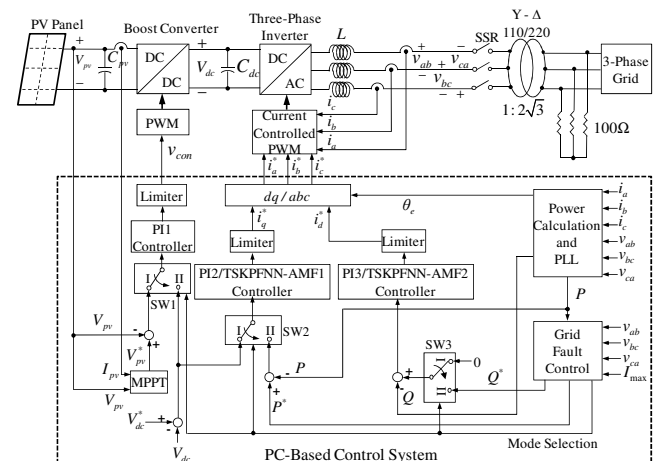 PV Panel
Boost Converter
Three-Phase
Inverter
L
Y - Δ
110/220
SSR
+
V_pv
C_pv
−
DC
DC
+
V_dc
C_dc
−
DC
AC
+
−
v_ab
+
v_ca
−
v_bc
−
+
1:2√3
3-Phase
Grid
100Ω
PWM
Current
Controlled
PWM
i_c
i_b
i_a
v_con
i_a^*
i_b^*
i_c^*
Limiter
dq / abc
θ_e
PI1
Controller
i_q^*
i_d^*
Limiter
Limiter
Power
Calculation
and
PLL
i_a
i_b
i_c
v_ab
v_bc
v_ca
PI2/TSKPFNN-AMF1
Controller
PI3/TSKPFNN-AMF2
Controller
I
II
SW1
P
I
II
SW2
SW3
I
II
0
V_pv
-
+
V_pv^*
I_pv
MPPT
V_pv
- P
+
P^*
+
-
Q
Q^*
Grid
Fault
Control
v_ab
v_bc
v_ca
I_max
V_dc^*
+
-
V_dc
Mode Selection
PC-Based Control System